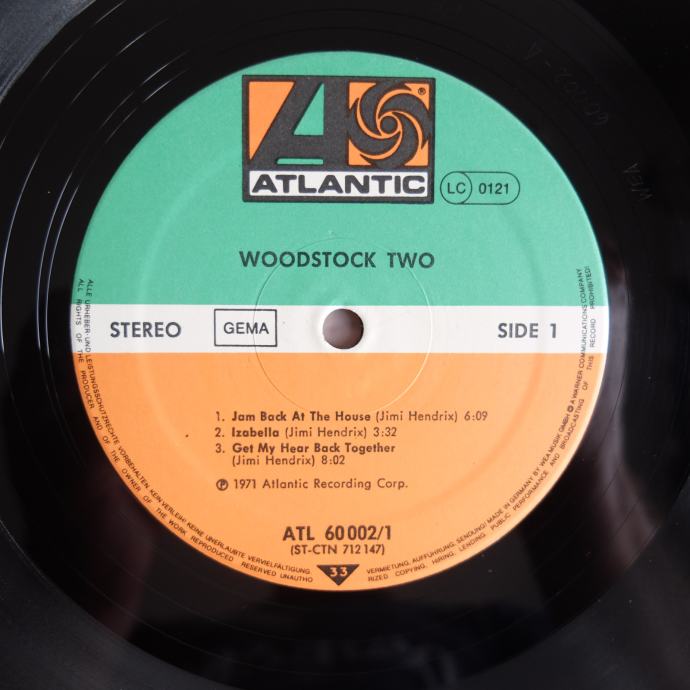 ATLANTIC
®
LC 0121
WOODSTOCK TWO
STEREO GEMA SIDE 1
1. Jam Back At The House (Jimi Hendrix) 6:09
2. Izabella (Jimi Hendrix) 3:32
3. Get My Hear Back Together
(Jimi Hendrix) 8:02
℗ 1971 Atlantic Recording Corp.
ATL 60 002/1
(ST-CTN 712 147)
33
ALLE URHEBER- UND LEISTUNGSSCHUTZRECHTE VORBEHALTEN. KEIN VERLEIH! KEINE UNERLAUBTE VERVIELFÄLTIGUNG, VERMIETUNG, AUFFÜHRUNG, SENDUNG! MADE IN GERMANY BY WEA MUSIK GMBH A WARNER COMMUNICATIONS COMPANY
ALL RIGHTS OF THE PRODUCER AND OF THE OWNER OF THE WORK REPRODUCED RESERVED UNAUTHORIZED COPYING, HIRING, LENDING, PUBLIC PERFORMANCE AND BROADCASTING OF THIS RECORD PROHIBITED!
WEA